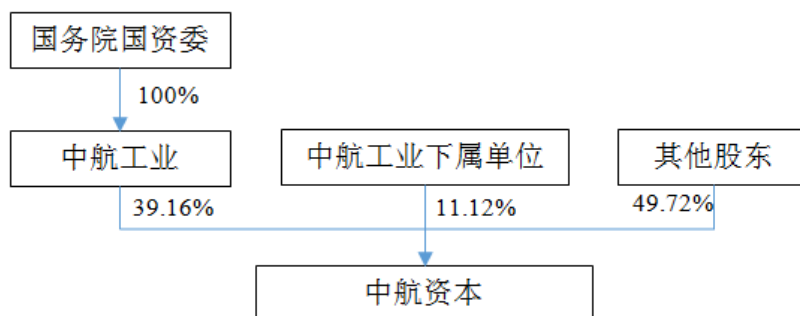 国务院国资委
100%
中航工业
中航工业下属单位
其他股东
39.16%
11.12%
49.72%
中航资本